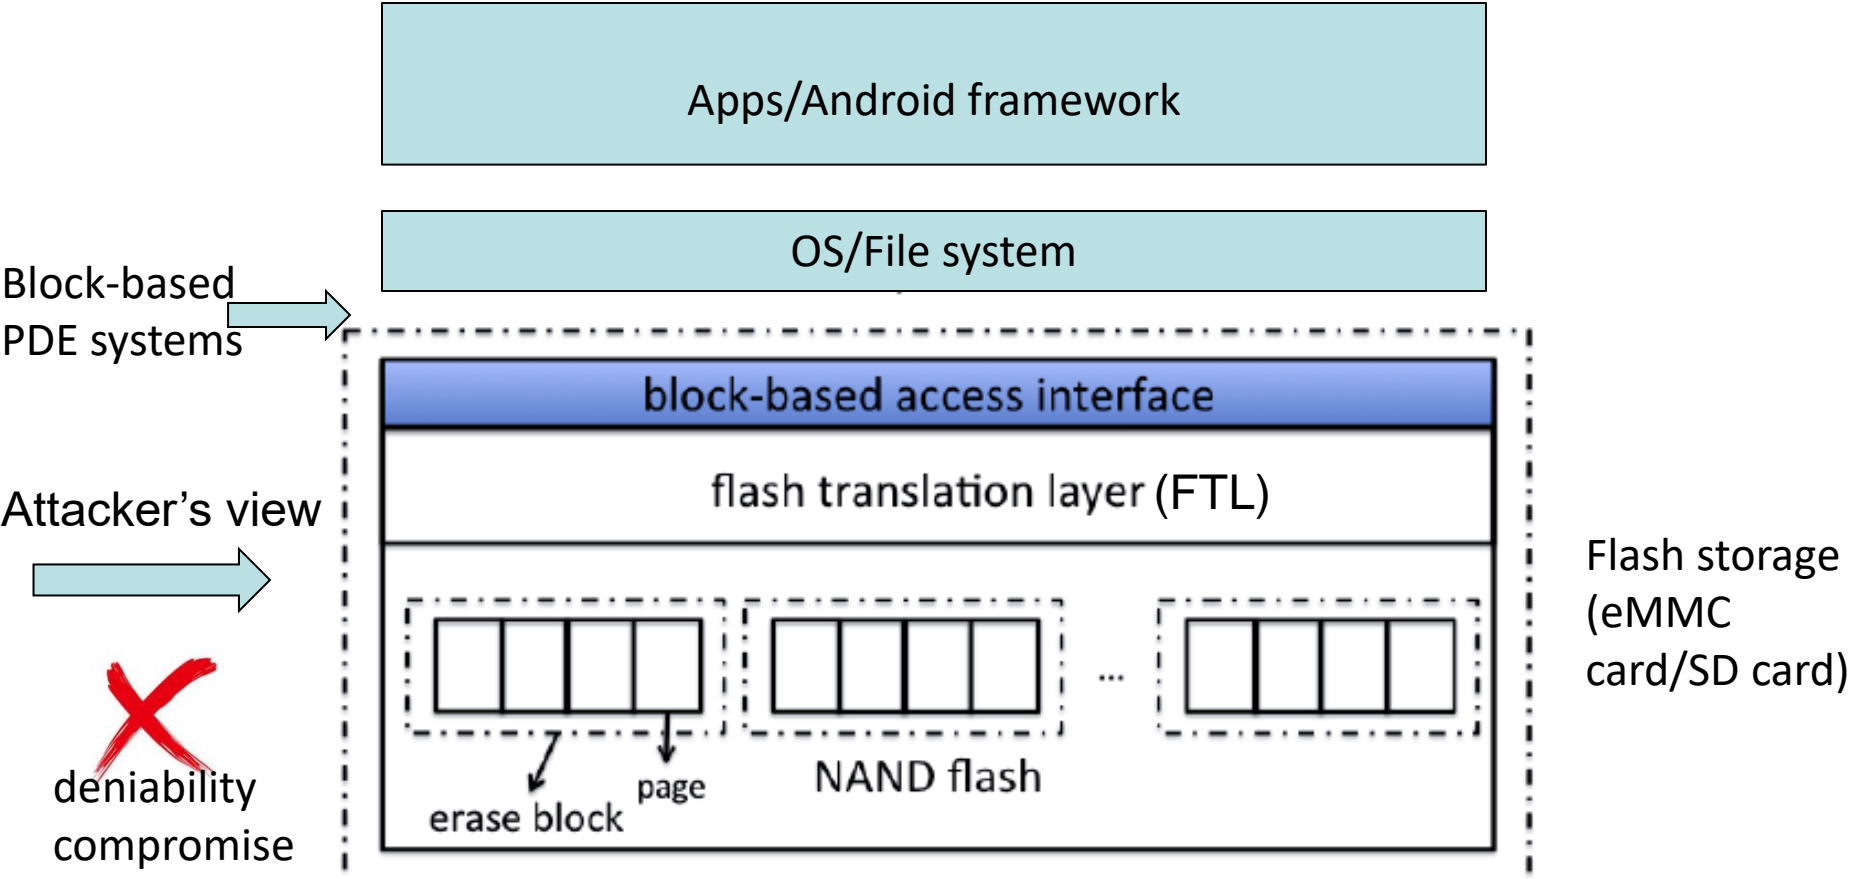 Apps/Android framework
OS/File system
Block-based
PDE systems
block-based access interface
flash translation layer (FTL)
Attacker’s view
Flash storage
(eMMC
card/SD card)
...
page
NAND flash
erase block
deniability
compromise